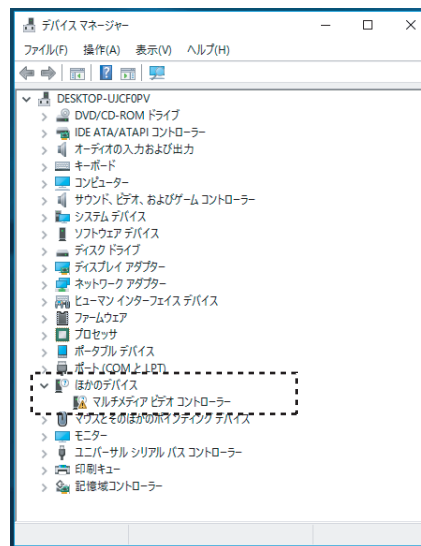 デバイス マネージャー
ファイル(F) 操作(A) 表示(V) ヘルプ(H)
DESKTOP-UJCF0PV
DVD/CD-ROM ドライブ
IDE ATA/ATAPI コントローラー
オーディオの入力および出力
キーボード
コンピューター
サウンド、ビデオ、およびゲーム コントローラー
システム デバイス
ソフトウェア デバイス
ディスク ドライブ
ディスプレイ アダプター
ネットワーク アダプター
ヒューマン インターフェイス デバイス
ファームウェア
プロセッサ
ポータブル デバイス
ポート (COM と LPT)
ほかのデバイス
マルチメディア ビデオ コントローラー
マウスとそのほかのポインティング デバイス
モニター
ユニバーサル シリアル バス コントローラー
印刷キュー
記憶域コントローラー